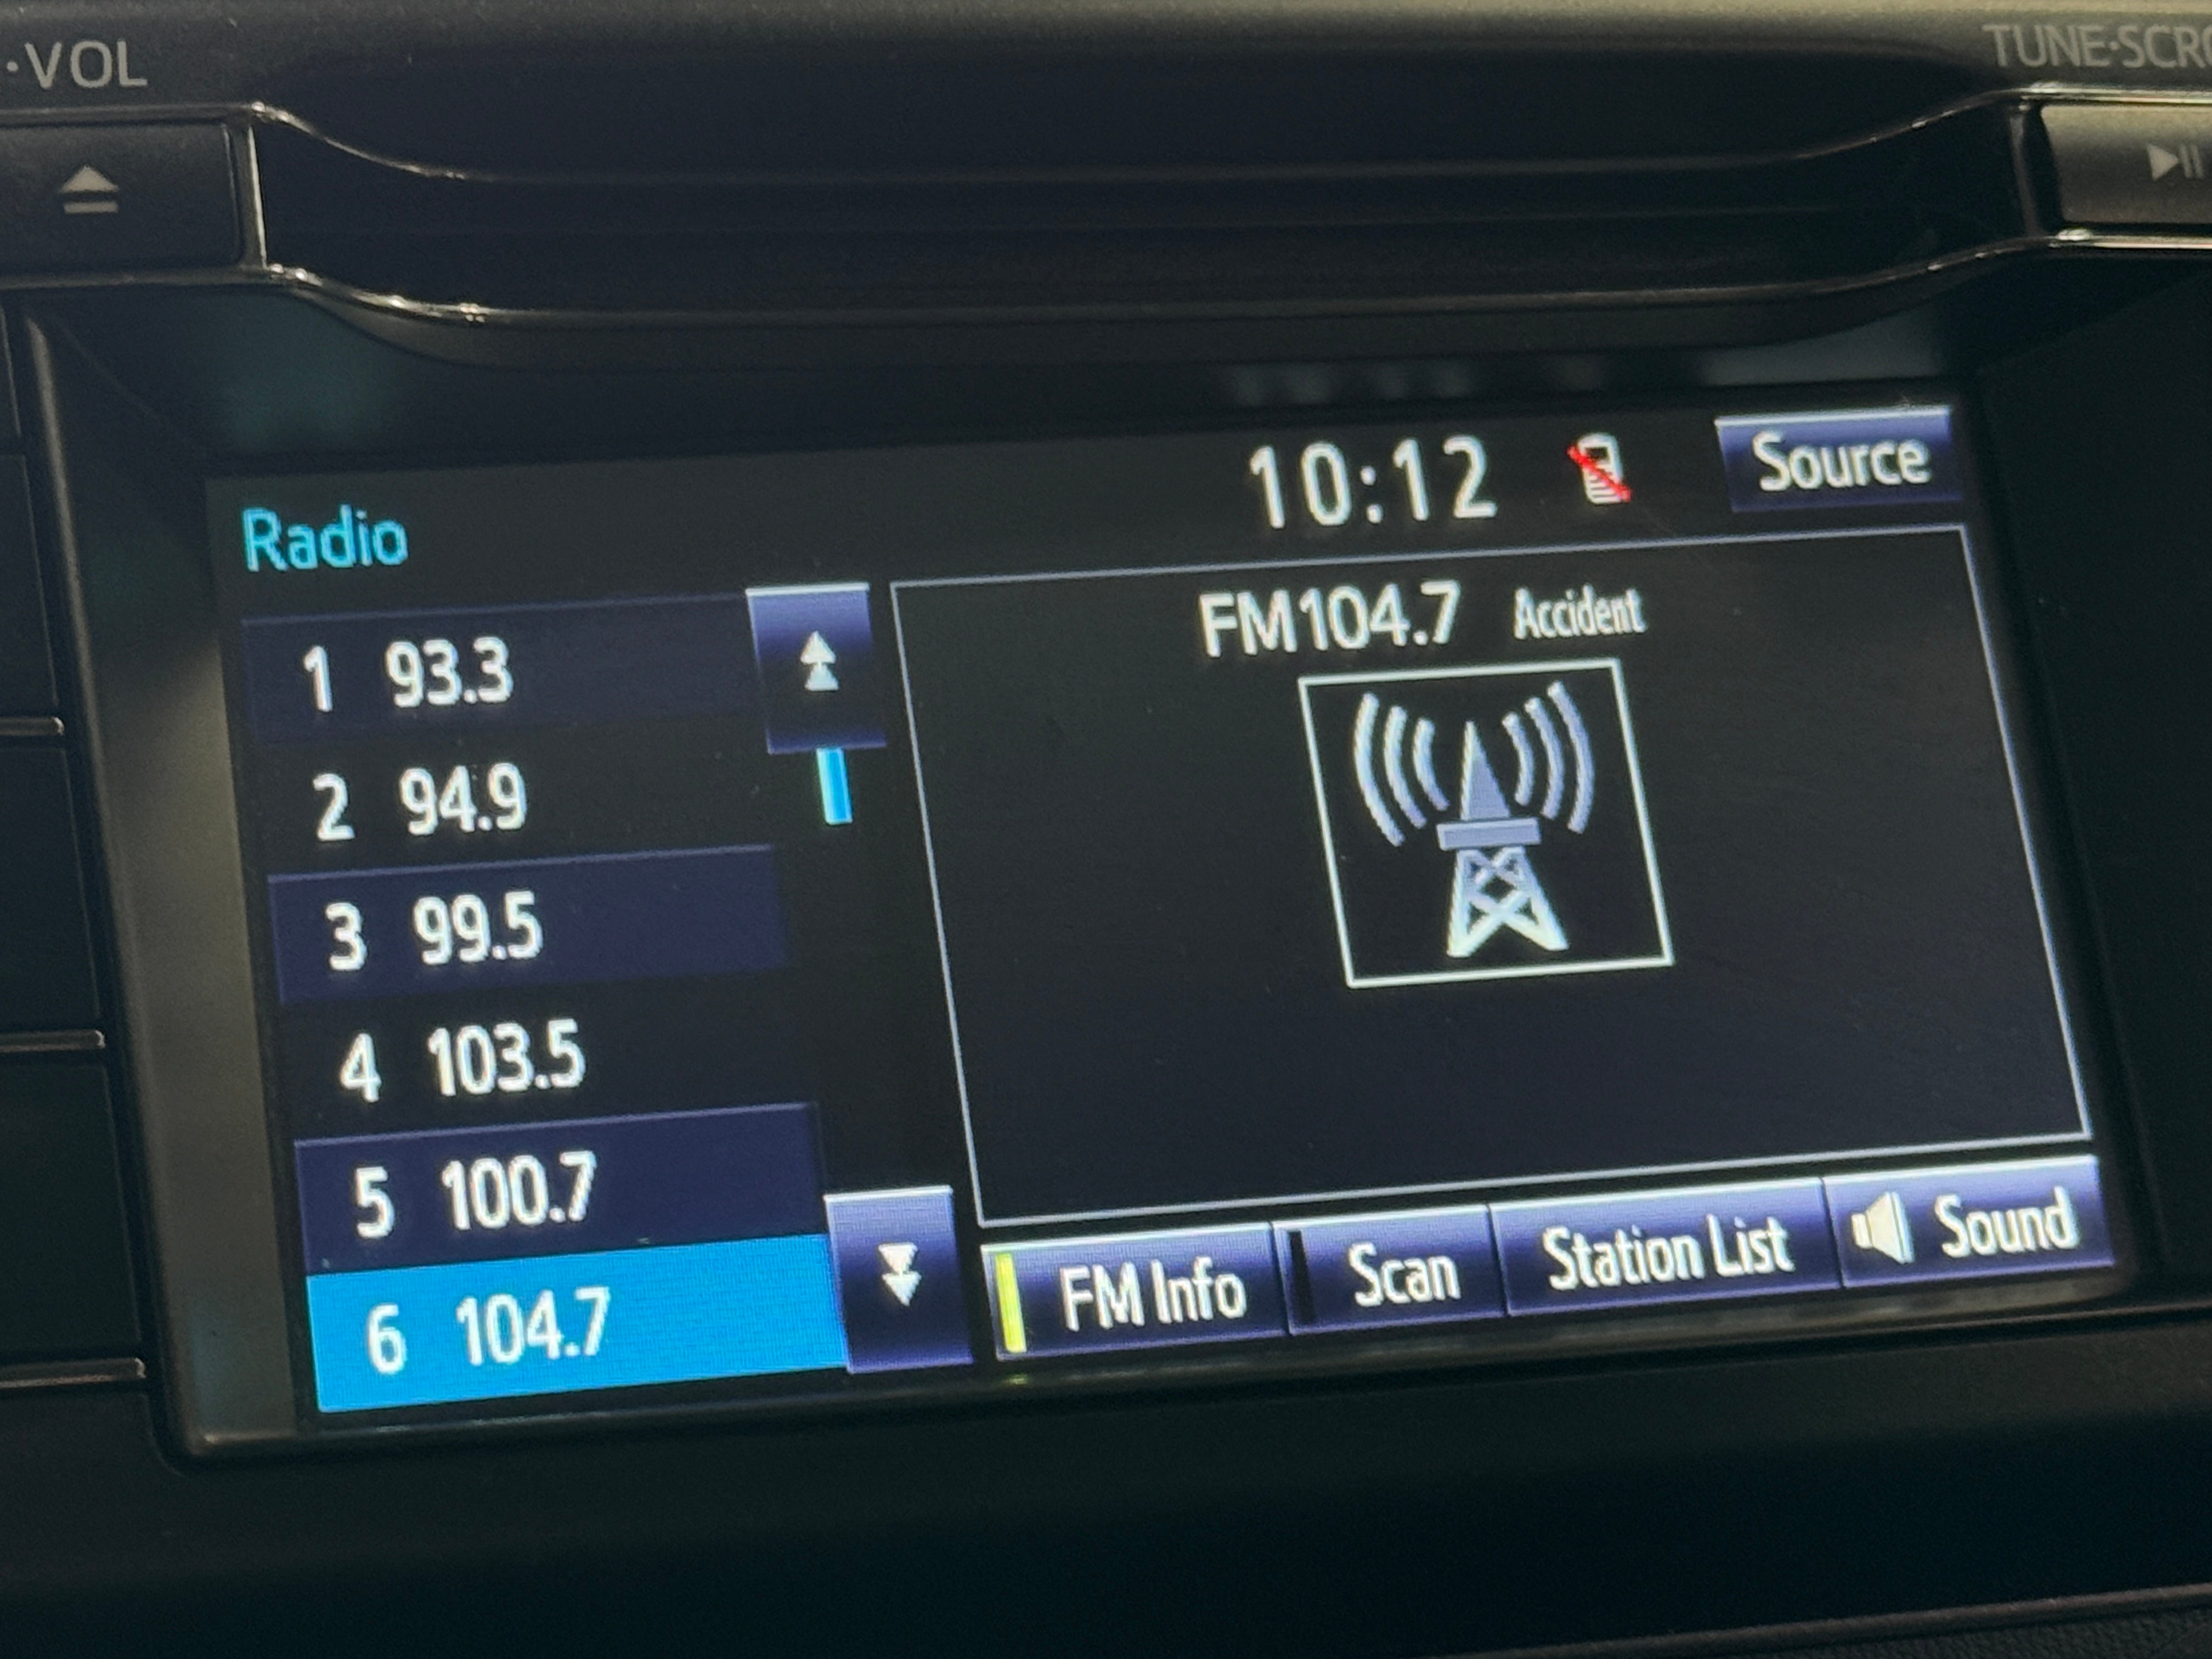 ·VOL
TUNE·SCRO
10:12
Source
Radio
FM104.7 Accident
1 93.3
2 94.9
3 99.5
4 103.5
5 100.7
6 104.7
FM Info
Scan
Station List
Sound